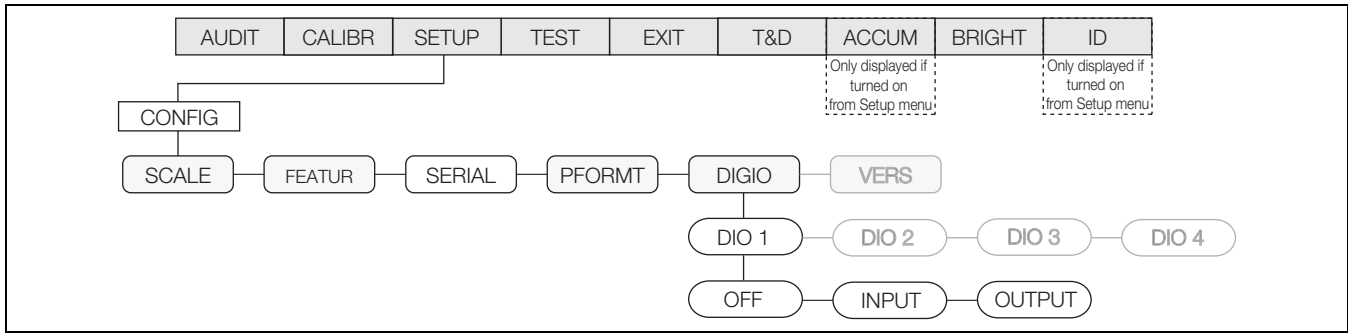 AUDIT CALIBR SETUP TEST EXIT T&D ACCUM BRIGHT ID
Only displayed if
turned on
from Setup menu
Only displayed if
turned on
from Setup menu
CONFIG
SCALE FEATUR SERIAL PFORMT DIGIO VERS
DIO 1 DIO 2 DIO 3 DIO 4
OFF INPUT OUTPUT